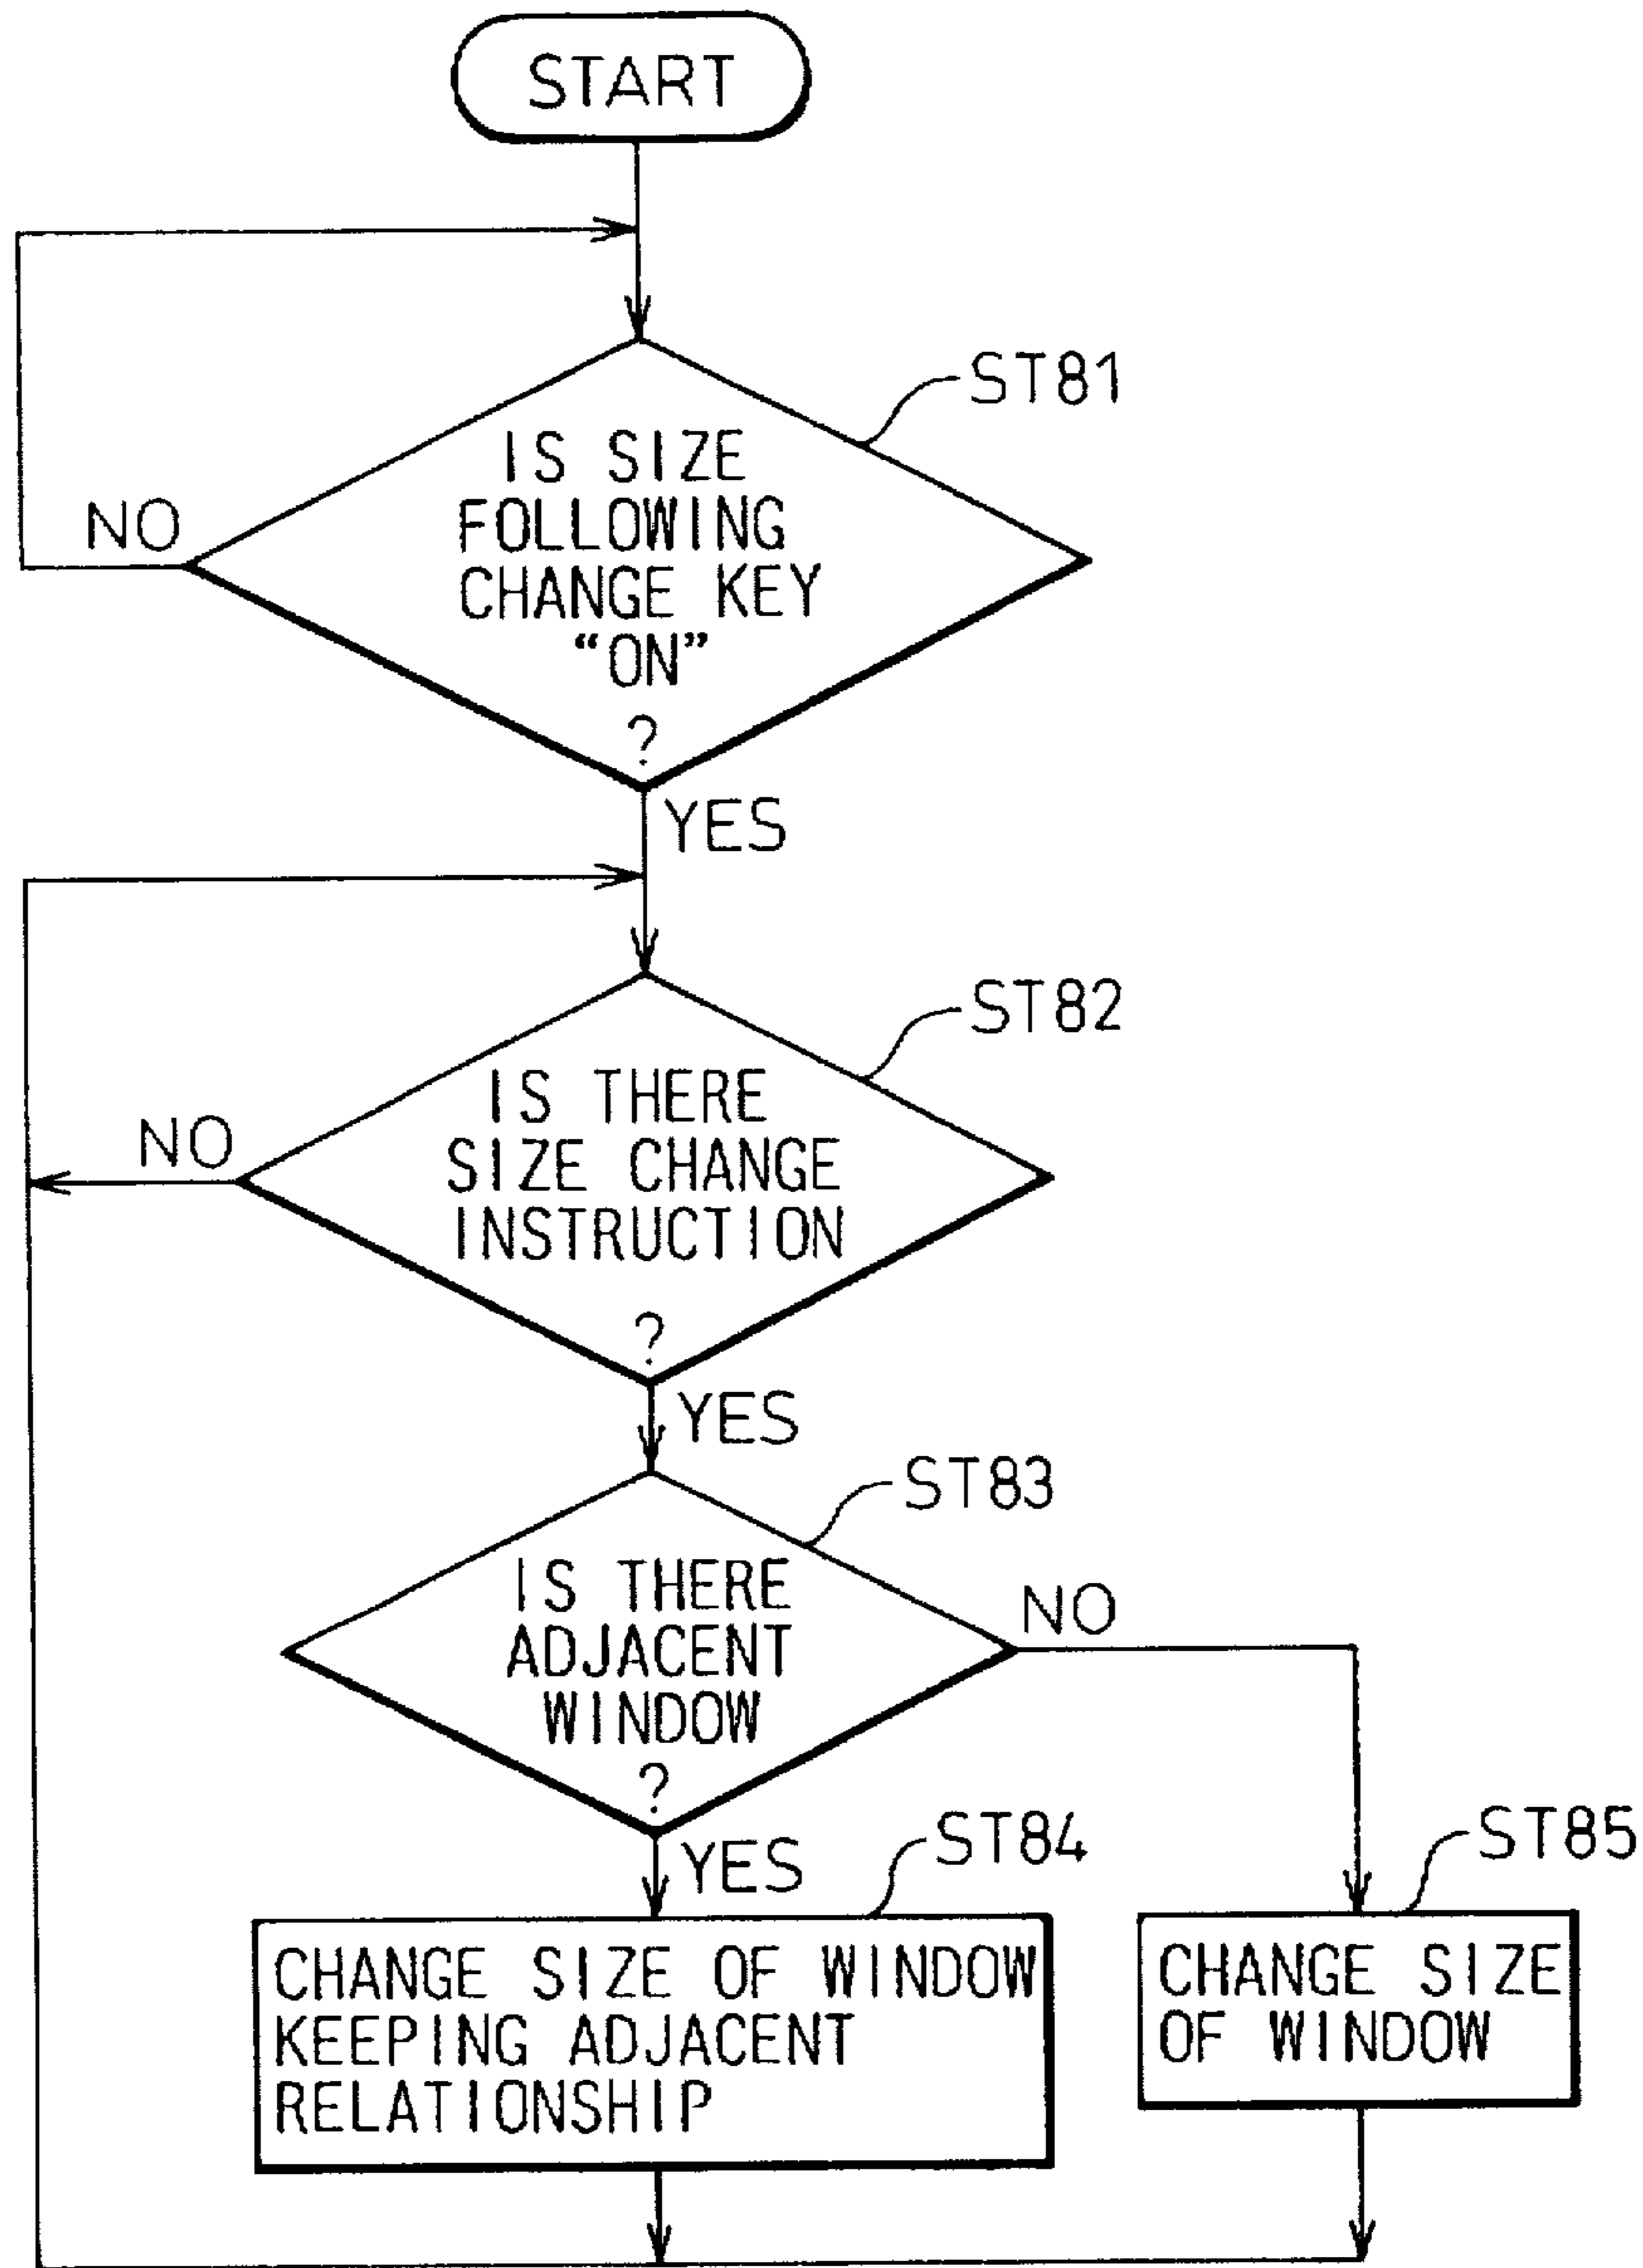 START
ST81
IS SIZE
FOLLOWING
CHANGE KEY
“ON”
?
NO
YES
ST82
IS THERE
SIZE CHANGE
INSTRUCTION
?
NO
YES
ST83
IS THERE
ADJACENT
WINDOW
?
NO
YES
ST84
CHANGE SIZE OF WINDOW
KEEPING ADJACENT
RELATIONSHIP
ST85
CHANGE SIZE
OF WINDOW